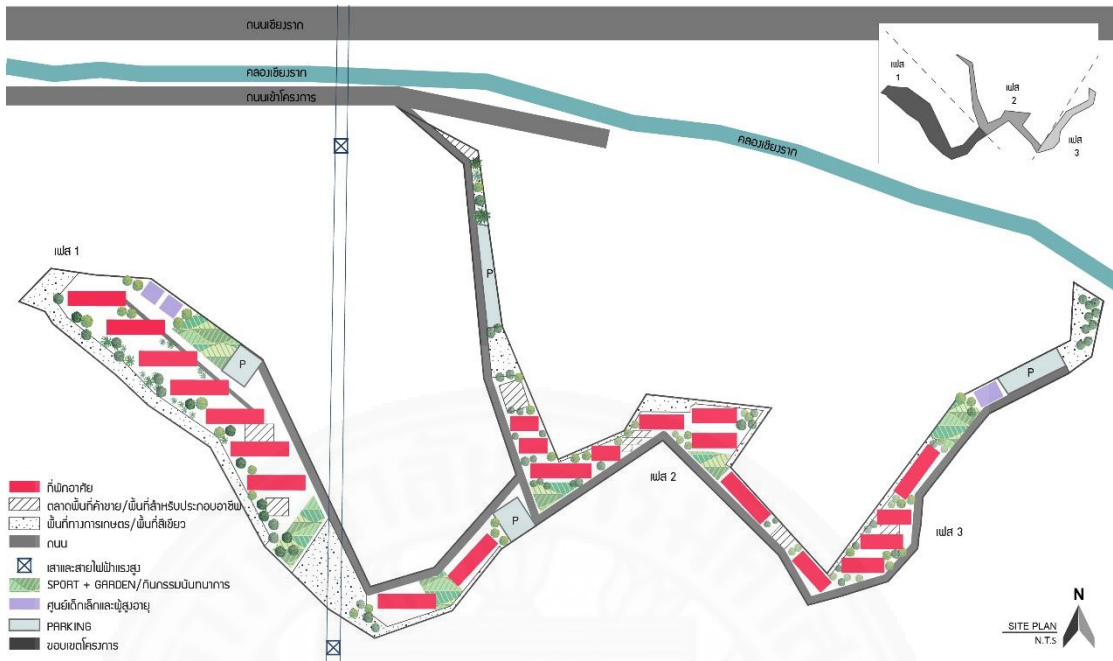 ถนนเชียงราก
คลองเชียงราก
ถนนเข้าโครงการ
คลองเชียงราก
เฟส
1
เฟส
2
เฟส
3
เฟส 1
P
P
P
P
เฟส 2
เฟส 3
ที่พักอาศัย
ตลาดพื้นที่ค้าขาย/พื้นที่สำหรับประกอบอาชีพ
พื้นที่ทางการเกษตร/พื้นที่สีเขียว
ถนน
เสาและสายไฟฟ้าแรงสูง
SPORT + GARDEN/กินกรรมนันทนาการ
ศูนย์เด็กเล็กและผู้สูงอายุ
PARKING
ขอบเขตโครงการ
N
SITE PLAN
N.T.S